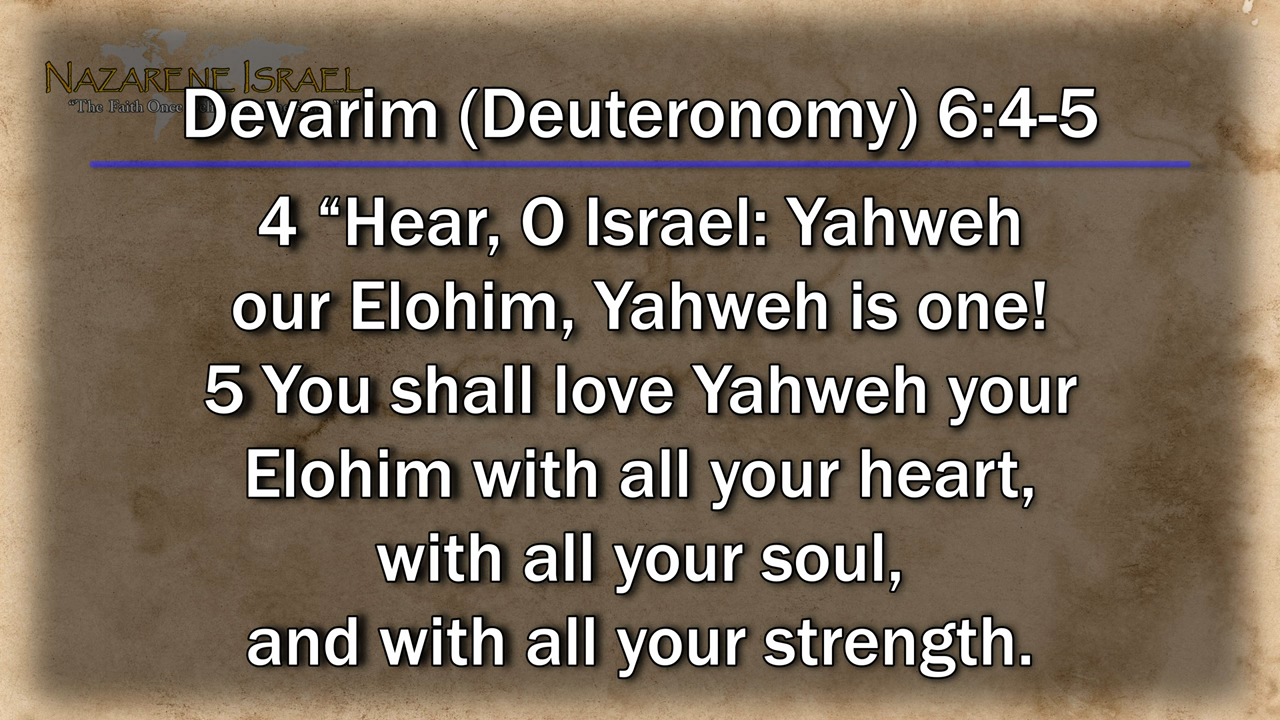 NAZARENE ISRAEL
"The Faith Once
Devarim (Deuteronomy) 6:4-5
4 “Hear, O Israel: Yahweh
our Elohim, Yahweh is one!
5 You shall love Yahweh your
Elohim with all your heart,
with all your soul,
and with all your strength.